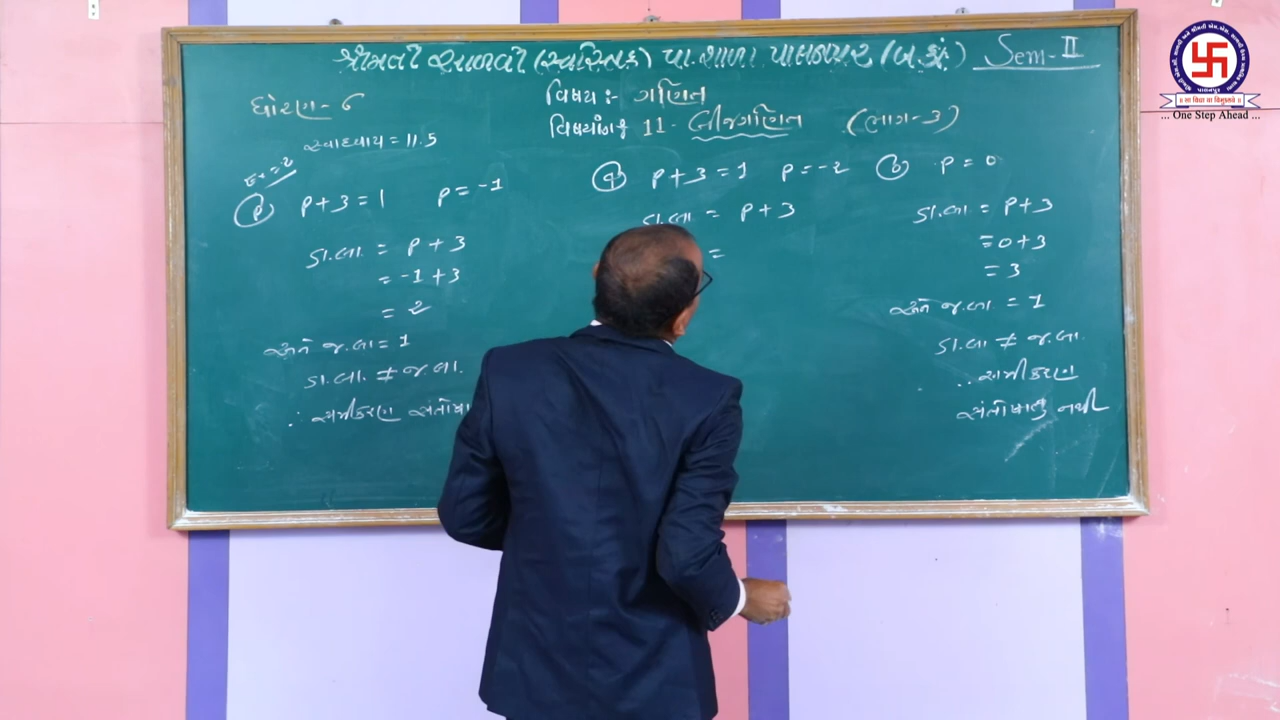 શ્રીમતી સાળવી (સ્વસ્તિક) પ્રા. શાળા પાલનપુર (બ.કાં)
Sem-II
ધોરણ-6
વિષય :- ગણિત
વિષયાંગ 11 - બીજગણિત (ભાગ-3)
સ્વાધ્યાય = 11.5
p+3=1 p=-1
ડા.બા. = p+3
= -1+3
= 2
અને જ.બા = 1
ડા.બા. ≠ જ.બા.
∴ સમીકરણ સંતોષા
p+3=1 p=-2
ડા.બા = p+3
=
p=0
ડા.બા = p+3
=0+3
=3
અને જ.બા = 1
ડા.બા ≠ જ.બા.
∴ સમીકરણ
સંતોષાતું નથી
॥ સા વિદ્યા યા વિમુક્તયે ॥
... One Step Ahead ...